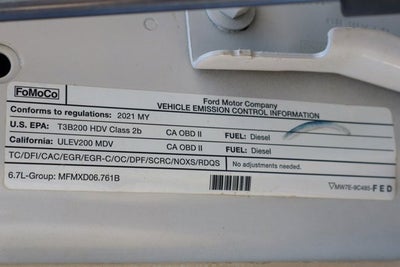 FoMoCo
Ford Motor Company
VEHICLE EMISSION CONTROL INFORMATION
Conforms to regulations: 2021 MY
U.S. EPA: T3B200 HDV Class 2b CA OBD II FUEL: Diesel
California: ULEV200 MDV CA OBD II FUEL: Diesel
TC/DFI/CAC/EGR/EGR-C/OC/DPF/SCRC/NOXS/RDQS No adjustments needed.
6.7L-Group: MFMXD06.761B
MW7E-9C485-FED